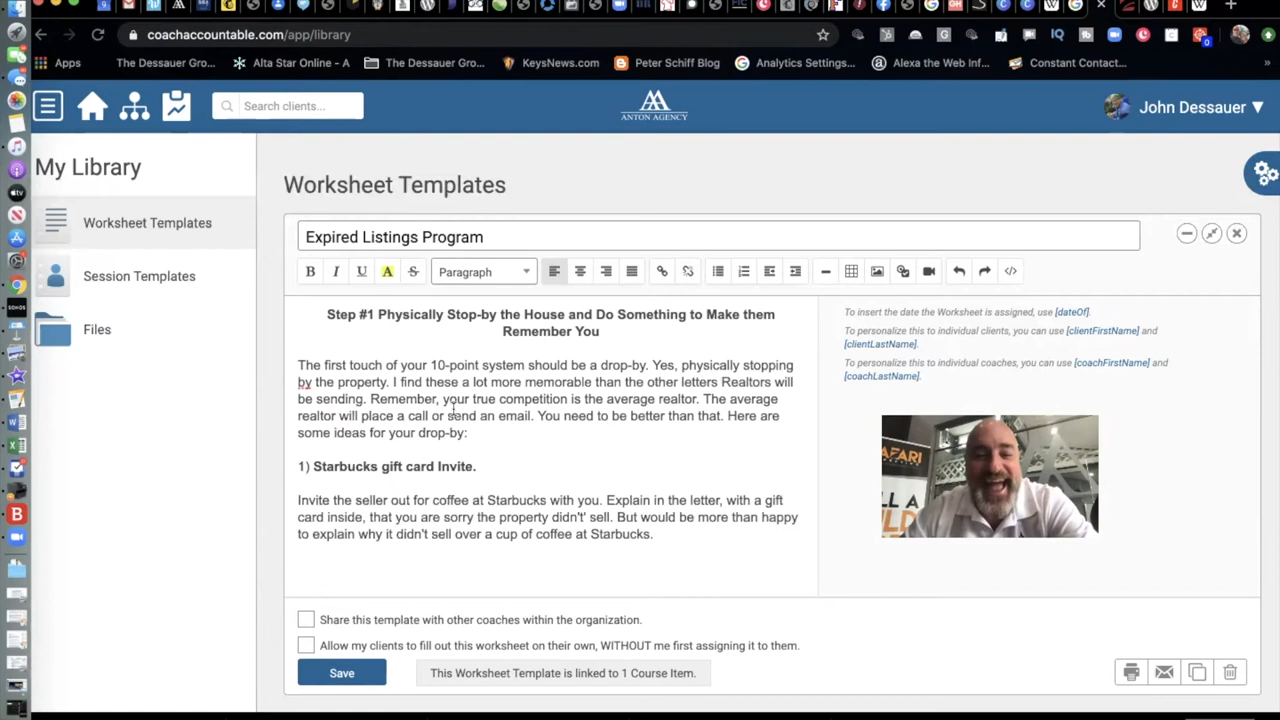 coachaccountable.com/app/library
Apps
The Dessauer Gro...
Alta Star Online - A
The Dessauer Gro...
KeysNews.com
Peter Schiff Blog
Analytics Settings...
Alexa the Web Inf...
Constant Contact...
»
Search clients...
ANTON AGENCY
John Dessauer ▼
My Library
Worksheet Templates
Session Templates
Files
Worksheet Templates
Expired Listings Program
B I U A S Paragraph
Step #1 Physically Stop-by the House and Do Something to Make them
Remember You
The first touch of your 10-point system should be a drop-by. Yes, physically stopping
by the property. I find these a lot more memorable than the other letters Realtors will
be sending. Remember, your true competition is the average realtor. The average
realtor will place a call or send an email. You need to be better than that. Here are
some ideas for your drop-by:
1) Starbucks gift card Invite.
Invite the seller out for coffee at Starbucks with you. Explain in the letter, with a gift
card inside, that you are sorry the property didn't' sell. But would be more than happy
to explain why it didn't sell over a cup of coffee at Starbucks.
To insert the date the Worksheet is assigned, use [dateOf].
To personalize this to individual clients, you can use [clientFirstName] and
[clientLastName].
To personalize this to individual coaches, you can use [coachFirstName] and
[coachLastName].
AFARI
Share this template with other coaches within the organization.
Allow my clients to fill out this worksheet on their own, WITHOUT me first assigning it to them.
Save
This Worksheet Template is linked to 1 Course Item.